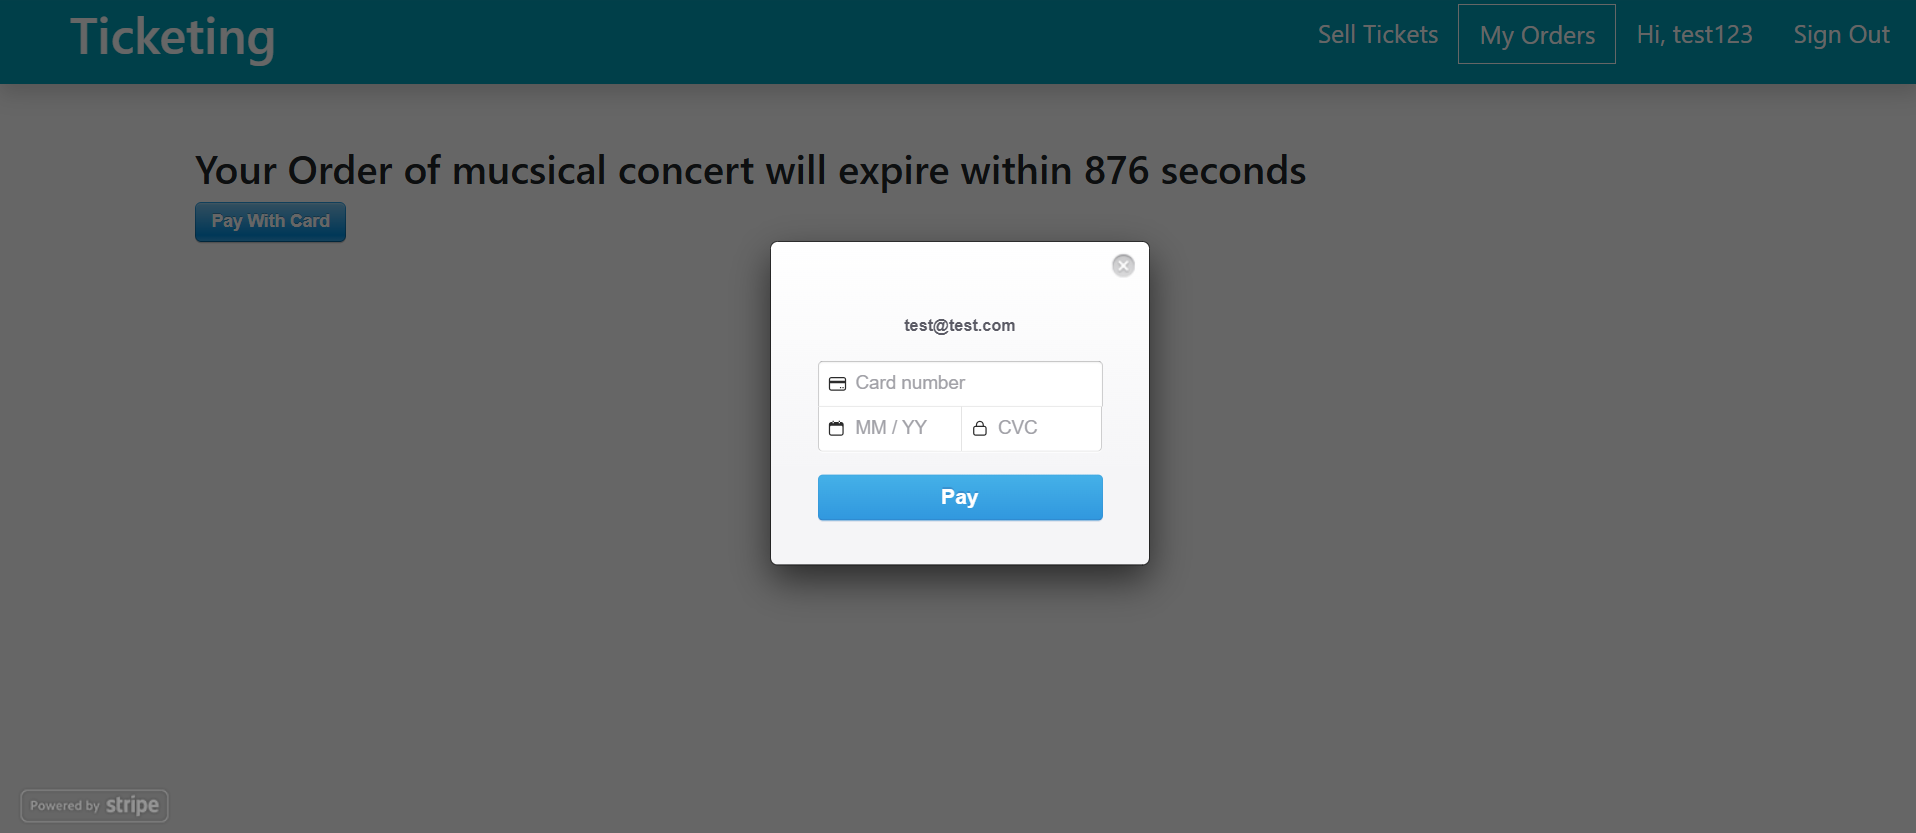 Ticketing
Sell Tickets
My Orders
Hi, test123
Sign Out
Your Order of mucsical concert will expire within 876 seconds
Pay With Card
test@test.com
Card number
MM / YY
CVC
Pay
Powered by stripe